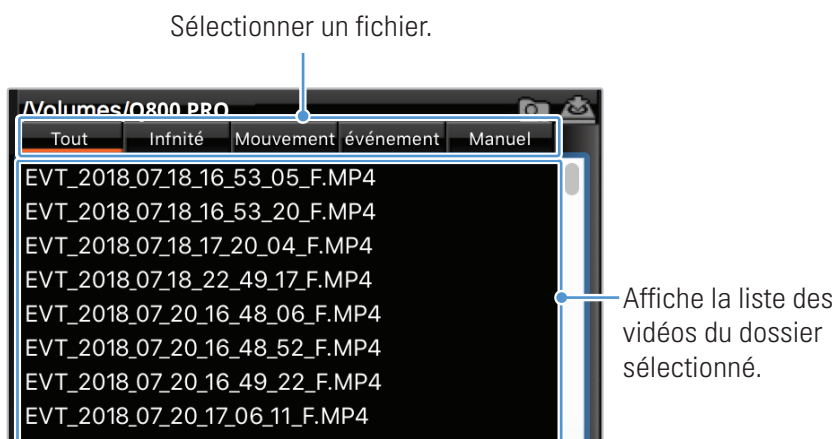 Sélectionner un fichier.
/Volumes/Q800 PRO
Tout Infnité Mouvement événement Manuel
EVT_2018_07_18_16_53_05_F.MP4
EVT_2018_07_18_16_53_20_F.MP4
EVT_2018_07_18_17_20_04_F.MP4
EVT_2018_07_18_22_49_17_F.MP4
EVT_2018_07_20_16_48_06_F.MP4
EVT_2018_07_20_16_48_52_F.MP4
EVT_2018_07_20_16_49_22_F.MP4
EVT_2018_07_20_17_06_11_F.MP4
Affiche la liste des
vidéos du dossier
sélectionné.